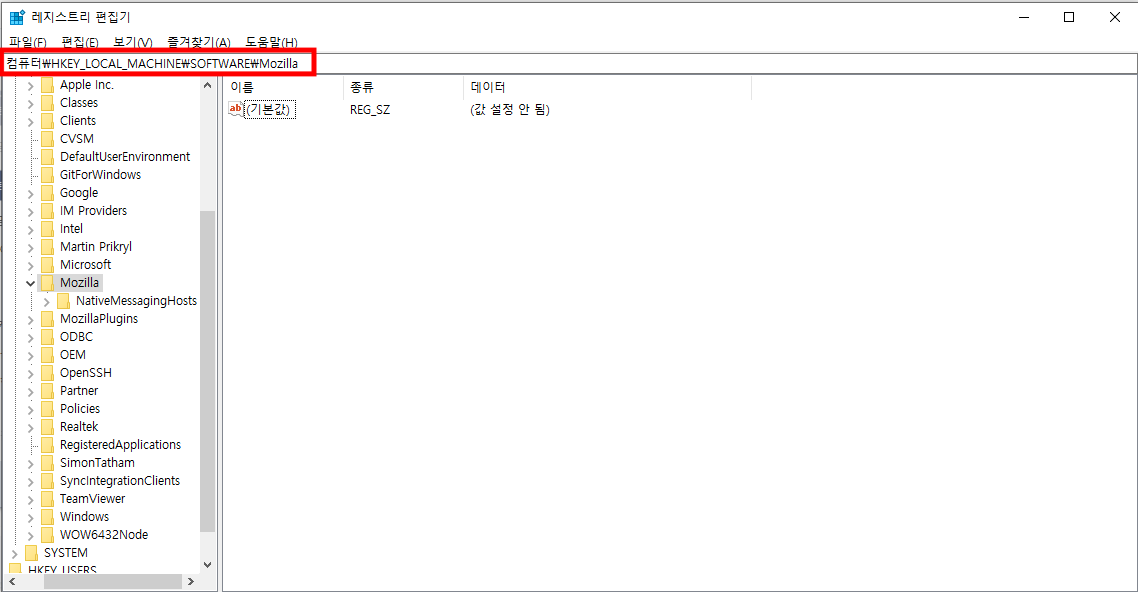 레지스트리 편집기
파일(F) 편집(E) 보기(V) 즐겨찾기(A) 도움말(H)
컴퓨터₩HKEY_LOCAL_MACHINE₩SOFTWARE₩Mozilla
Apple Inc.
Classes
Clients
CVSM
DefaultUserEnvironment
GitForWindows
Google
IM Providers
Intel
Martin Prikryl
Microsoft
Mozilla
NativeMessagingHosts
MozillaPlugins
ODBC
OEM
OpenSSH
Partner
Policies
Realtek
RegisteredApplications
SimonTatham
SyncIntegrationClients
TeamViewer
Windows
WOW6432Node
SYSTEM
HKEY_USERS
이름 종류 데이터
ab (기본값) REG_SZ (값 설정 안 됨)